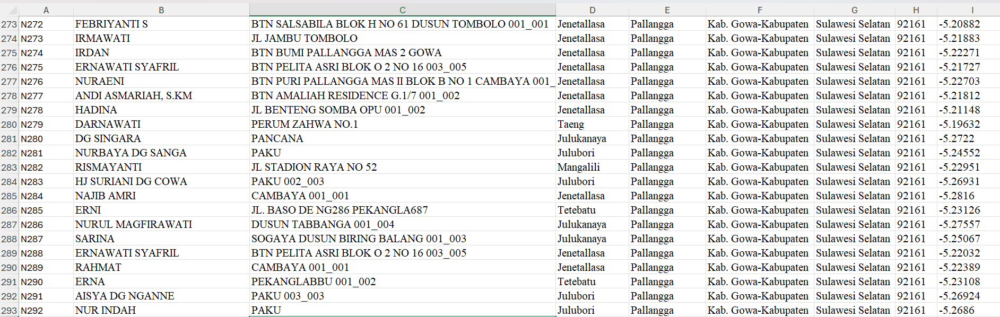 A B C D E F G H I
273 N272 FEBRIYANTI S BTN SALSABILA BLOK H NO 61 DUSUN TOMBOLO 001_001 Jenetallasa Pallangga Kab. Gowa-Kabupaten Sulawesi Selatan 92161 -5.20882
274 N273 IRMAWATI JL JAMBU TOMBOLO Jenetallasa Pallangga Kab. Gowa-Kabupaten Sulawesi Selatan 92161 -5.21883
275 N274 IRDAN BTN BUMI PALLANGGA MAS 2 GOWA Jenetallasa Pallangga Kab. Gowa-Kabupaten Sulawesi Selatan 92161 -5.22271
276 N275 ERNAWATI SYAFRIL BTN PELITA ASRI BLOK O 2 NO 16 003_005 Jenetallasa Pallangga Kab. Gowa-Kabupaten Sulawesi Selatan 92161 -5.21727
277 N276 NURAENI BTN PURI PALLANGGA MAS II BLOK B NO 1 CAMBAYA 001_ Jenetallasa Pallangga Kab. Gowa-Kabupaten Sulawesi Selatan 92161 -5.22703
278 N277 ANDI ASMARIAH, S.KM BTN AMALIAH RESIDENCE G.1/7 001_002 Jenetallasa Pallangga Kab. Gowa-Kabupaten Sulawesi Selatan 92161 -5.21812
279 N278 HADINA JL BENTENG SOMBA OPU 001_002 Jenetallasa Pallangga Kab. Gowa-Kabupaten Sulawesi Selatan 92161 -5.21148
280 N279 DARNAWATI PERUM ZAHWA NO.1 Taeng Pallangga Kab. Gowa-Kabupaten Sulawesi Selatan 92161 -5.19632
281 N280 DG SINGARA PANCANA Julukanaya Pallangga Kab. Gowa-Kabupaten Sulawesi Selatan 92161 -5.2722
282 N281 NURBAYA DG SANGA PAKU Julubori Pallangga Kab. Gowa-Kabupaten Sulawesi Selatan 92161 -5.24552
283 N282 RISMAYANTI JL STADION RAYA NO 52 Mangalili Pallangga Kab. Gowa-Kabupaten Sulawesi Selatan 92161 -5.22951
284 N283 HJ SURIANI DG COWA PAKU 002_003 Julubori Pallangga Kab. Gowa-Kabupaten Sulawesi Selatan 92161 -5.26931
285 N284 NAJIB AMRI CAMBAYA 001_001 Jenetallasa Pallangga Kab. Gowa-Kabupaten Sulawesi Selatan 92161 -5.2816
286 N285 ERNI JL. BASO DE NG286 PEKANGLA687 Tetebatu Pallangga Kab. Gowa-Kabupaten Sulawesi Selatan 92161 -5.23126
287 N286 NURUL MAGFIRAWATI DUSUN TABBANGA 001_004 Julukanaya Pallangga Kab. Gowa-Kabupaten Sulawesi Selatan 92161 -5.27557
288 N287 SARINA SOGAYA DUSUN BIRING BALANG 001_003 Julukanaya Pallangga Kab. Gowa-Kabupaten Sulawesi Selatan 92161 -5.25067
289 N288 ERNAWATI SYAFRIL BTN PELITA ASRI BLOK O 2 NO 16 003_005 Jenetallasa Pallangga Kab. Gowa-Kabupaten Sulawesi Selatan 92161 -5.22032
290 N289 RAHMAT CAMBAYA 001_001 Jenetallasa Pallangga Kab. Gowa-Kabupaten Sulawesi Selatan 92161 -5.22389
291 N290 ERNA PEKANGLABBU 001_002 Tetebatu Pallangga Kab. Gowa-Kabupaten Sulawesi Selatan 92161 -5.23108
292 N291 AISYA DG NGANNE PAKU 003_003 Julubori Pallangga Kab. Gowa-Kabupaten Sulawesi Selatan 92161 -5.26924
293 N292 NUR INDAH PAKU Julubori Pallangga Kab. Gowa-Kabupaten Sulawesi Selatan 92161 -5.2686